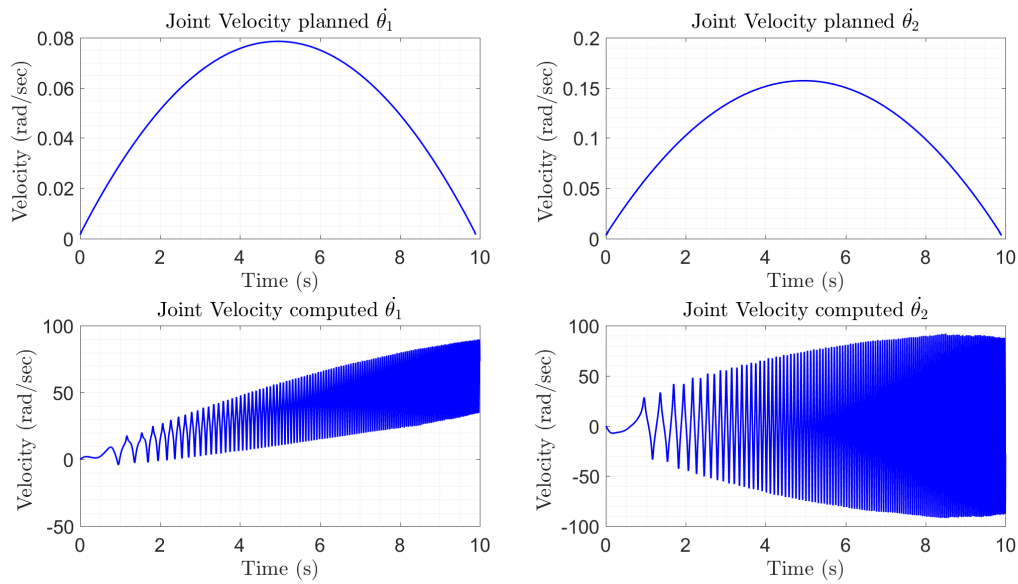 Joint Velocity planned θ̇₁
Velocity (rad/sec)
0.08
0.06
0.04
0.02
0
0 2 4 6 8 10
Time (s)
Joint Velocity planned θ̇₂
Velocity (rad/sec)
0.2
0.15
0.1
0.05
0
0 2 4 6 8 10
Time (s)
Joint Velocity computed θ̇₁
Velocity (rad/sec)
100
50
0
-50
0 2 4 6 8 10
Time (s)
Joint Velocity computed θ̇₂
Velocity (rad/sec)
100
50
0
-50
-100
0 2 4 6 8 10
Time (s)